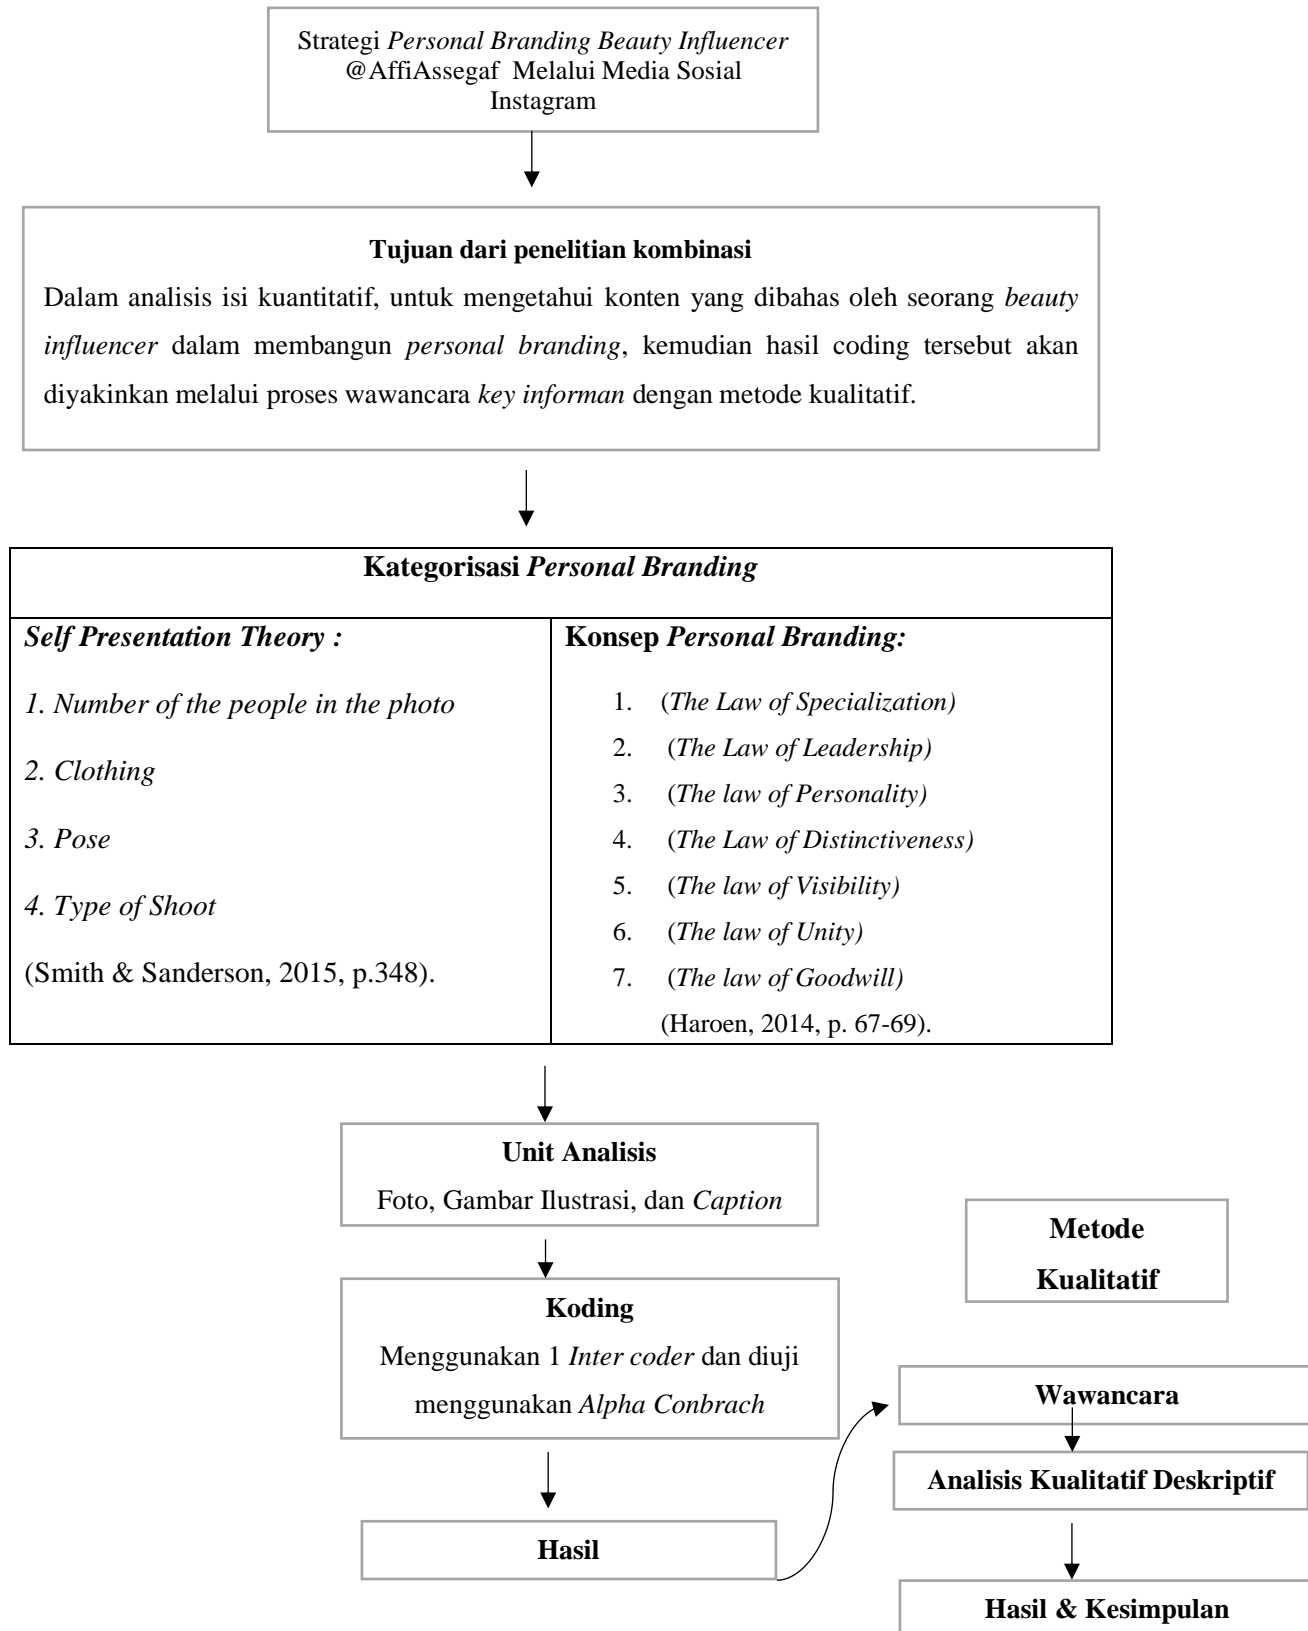 Strategi Personal Branding Beauty Influencer
@AffiAssegaf Melalui Media Sosial
Instagram
Tujuan dari penelitian kombinasi
Dalam analisis isi kuantitatif, untuk mengetahui konten yang dibahas oleh seorang beauty
influencer dalam membangun personal branding, kemudian hasil coding tersebut akan
diyakinkan melalui proses wawancara key informan dengan metode kualitatif.
Kategorisasi Personal Branding
Self Presentation Theory :
1. Number of the people in the photo
2. Clothing
3. Pose
4. Type of Shoot
(Smith & Sanderson, 2015, p.348).
Konsep Personal Branding:
1. (The Law of Specialization)
2. (The Law of Leadership)
3. (The law of Personality)
4. (The Law of Distinctiveness)
5. (The law of Visibility)
6. (The law of Unity)
7. (The law of Goodwill)
(Haroen, 2014, p. 67-69).
Unit Analisis
Foto, Gambar Ilustrasi, dan Caption
Koding
Menggunakan 1 Inter coder dan diuji
menggunakan Alpha Conbrach
Hasil
Metode
Kualitatif
Wawancara
Analisis Kualitatif Deskriptif
Hasil & Kesimpulan